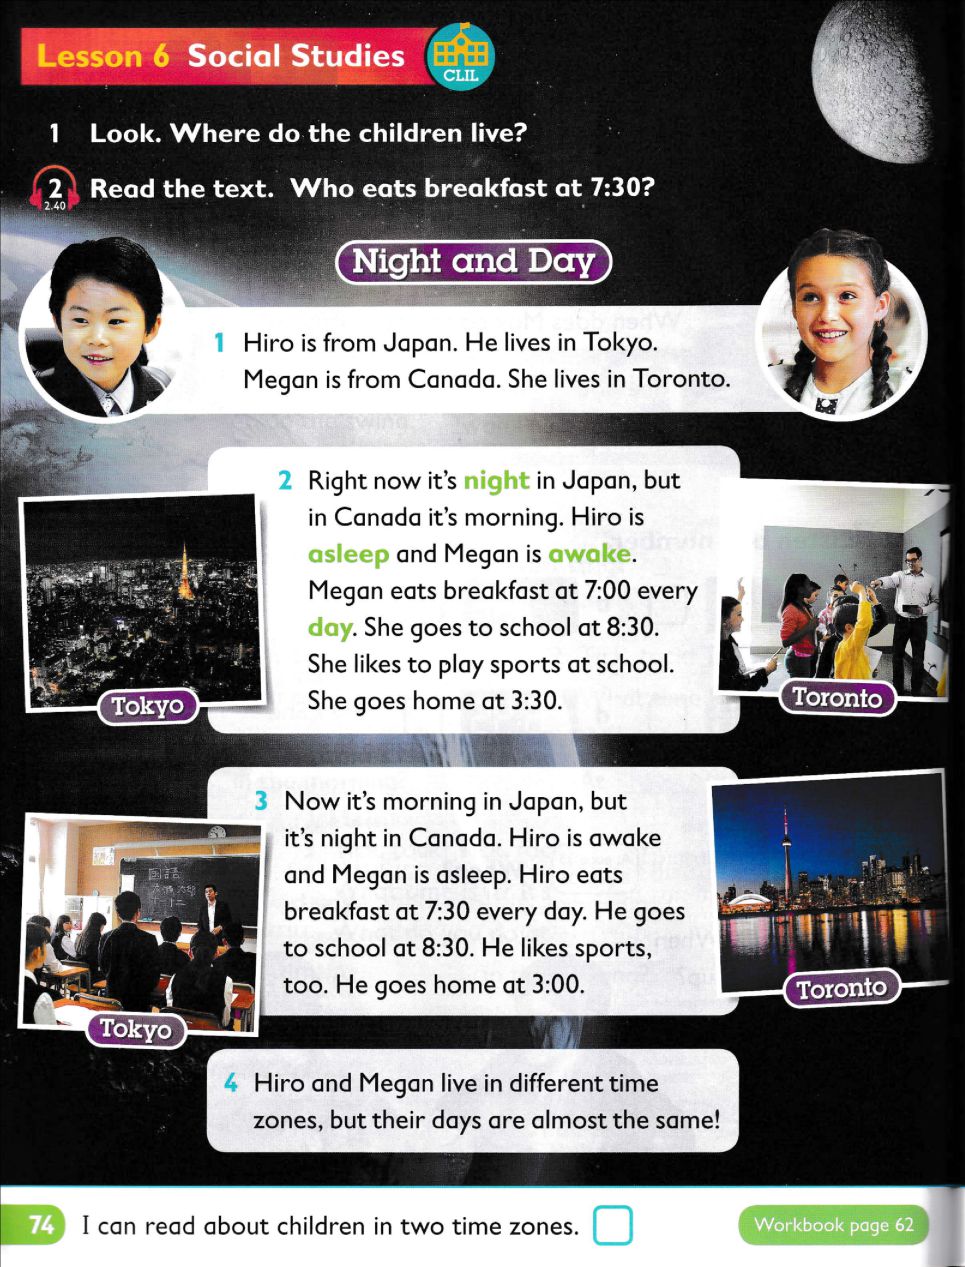 Lesson 6 Social Studies
CLIL
1 Look. Where do the children live?
2 Read the text. Who eats breakfast at 7:30?
2.40
Night and Day
1 Hiro is from Japan. He lives in Tokyo.
Megan is from Canada. She lives in Toronto.
2 Right now it's night in Japan, but
in Canada it's morning. Hiro is
asleep and Megan is awake.
Megan eats breakfast at 7:00 every
day. She goes to school at 8:30.
She likes to play sports at school.
She goes home at 3:30.
Tokyo
Toronto
3 Now it's morning in Japan, but
it's night in Canada. Hiro is awake
and Megan is asleep. Hiro eats
breakfast at 7:30 every day. He goes
to school at 8:30. He likes sports,
too. He goes home at 3:00.
国語
Tokyo
Toronto
4 Hiro and Megan live in different time
zones, but their days are almost the same!
74 I can read about children in two time zones.
Workbook page 62